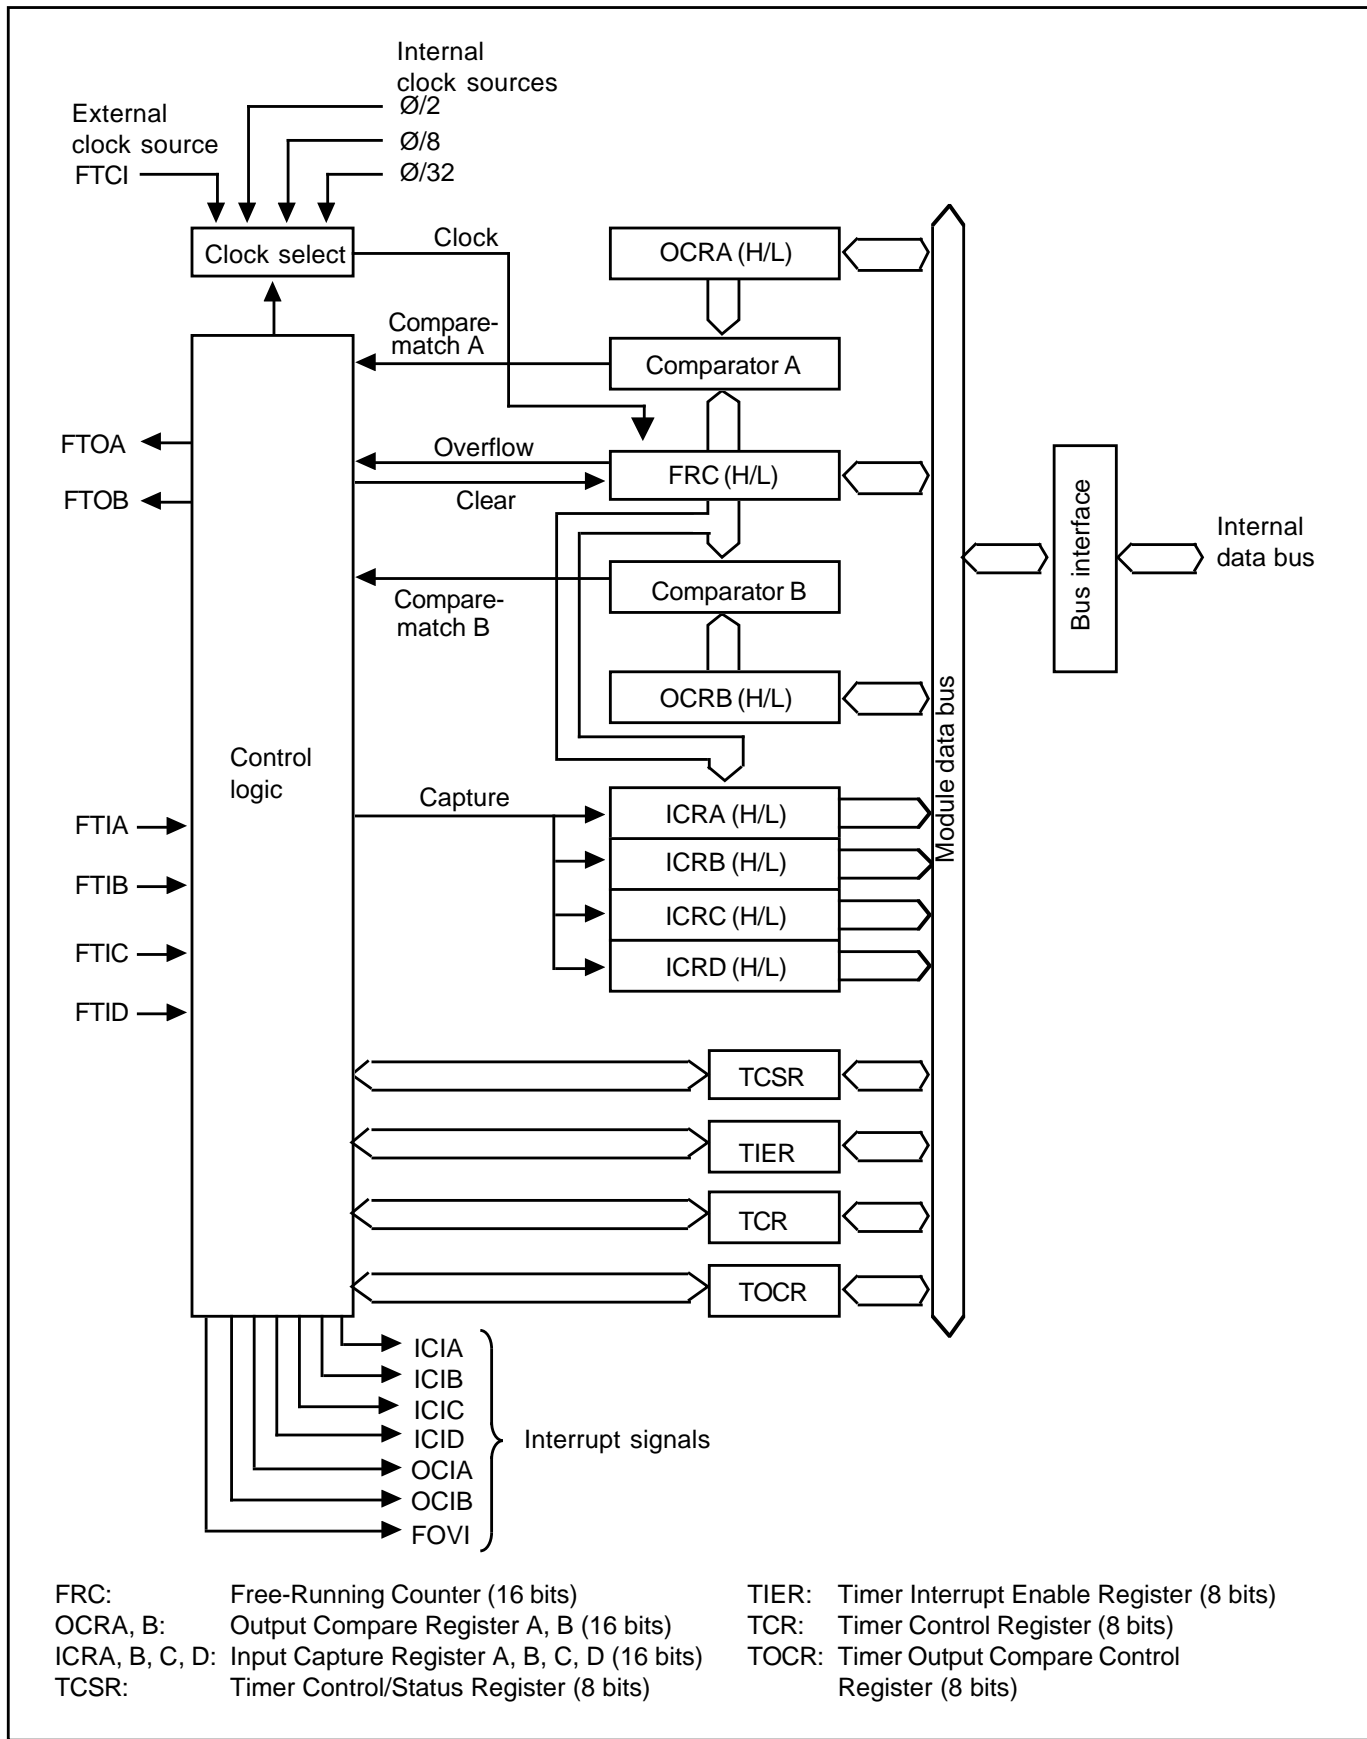 Internal
clock sources
Ø/2
External
clock source
Ø/8
FTCI
Ø/32
Clock select
Clock
OCRA (H/L)
Compare-
match A
Comparator A
FTOA
Overflow
FRC (H/L)
FTOB
Clear
Bus interface
Internal
data bus
Comparator B
Compare-
match B
OCRB (H/L)
Module data bus
Control
logic
Capture
ICRA (H/L)
FTIA
ICRB (H/L)
FTIB
ICRC (H/L)
FTIC
ICRD (H/L)
FTID
TCSR
TIER
TCR
TOCR
ICIA
ICIB
ICIC
ICID
Interrupt signals
OCIA
OCIB
FOVI
FRC: Free-Running Counter (16 bits)
OCRA, B: Output Compare Register A, B (16 bits)
ICRA, B, C, D: Input Capture Register A, B, C, D (16 bits)
TCSR: Timer Control/Status Register (8 bits)
TIER: Timer Interrupt Enable Register (8 bits)
TCR: Timer Control Register (8 bits)
TOCR: Timer Output Compare Control
Register (8 bits)